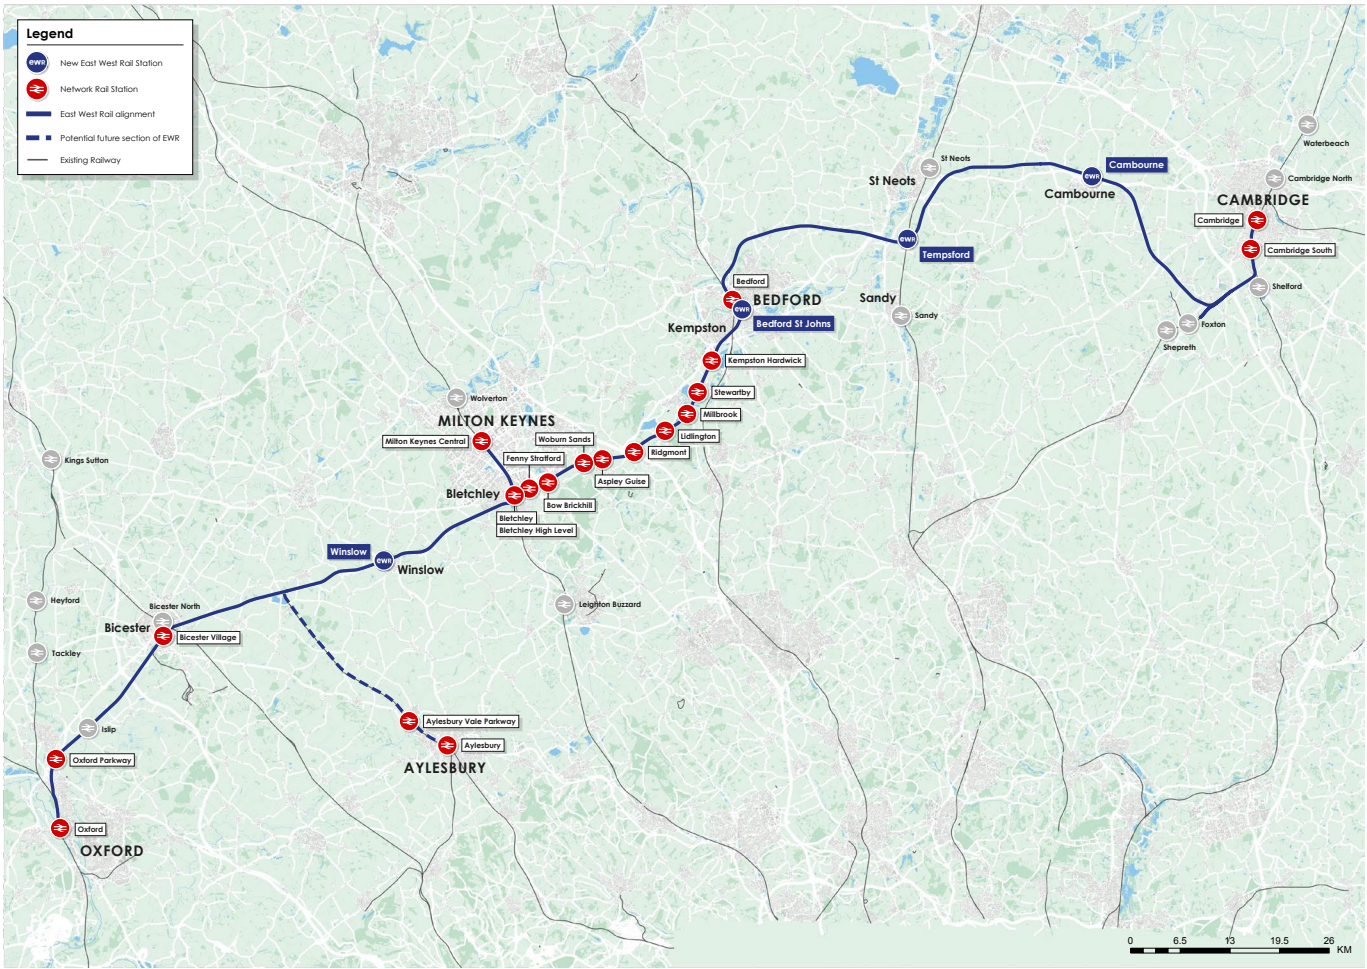 Legend
ewr New East West Rail Station
Network Rail Station
East West Rail alignment
Potential future section of EWR
Existing Railway
Waterbeach
St Neots
St Neots
Cambourne
ewr
Cambourne
Cambridge North
CAMBRIDGE
Cambridge
Cambridge South
ewr
Tempsford
Shelford
Bedford
BEDFORD
ewr
Bedford St Johns
Kempston
Sandy
Sandy
Foxton
Shepreth
Kempston Hardwick
Stewartby
Millbrook
Lidlington
Ridgmont
Wolverton
MILTON KEYNES
Milton Keynes Central
Woburn Sands
Fenny Stratford
Aspley Guise
Bletchley
Bow Brickhill
Bletchley
Bletchley High Level
Kings Sutton
Winslow
ewr
Winslow
Heyford
Bicester North
Bicester
Bicester Village
Leighton Buzzard
Tackley
Islip
Aylesbury Vale Parkway
Aylesbury
AYLESBURY
Oxford Parkway
Oxford
OXFORD
0 6.5 13 19.5 26
KM